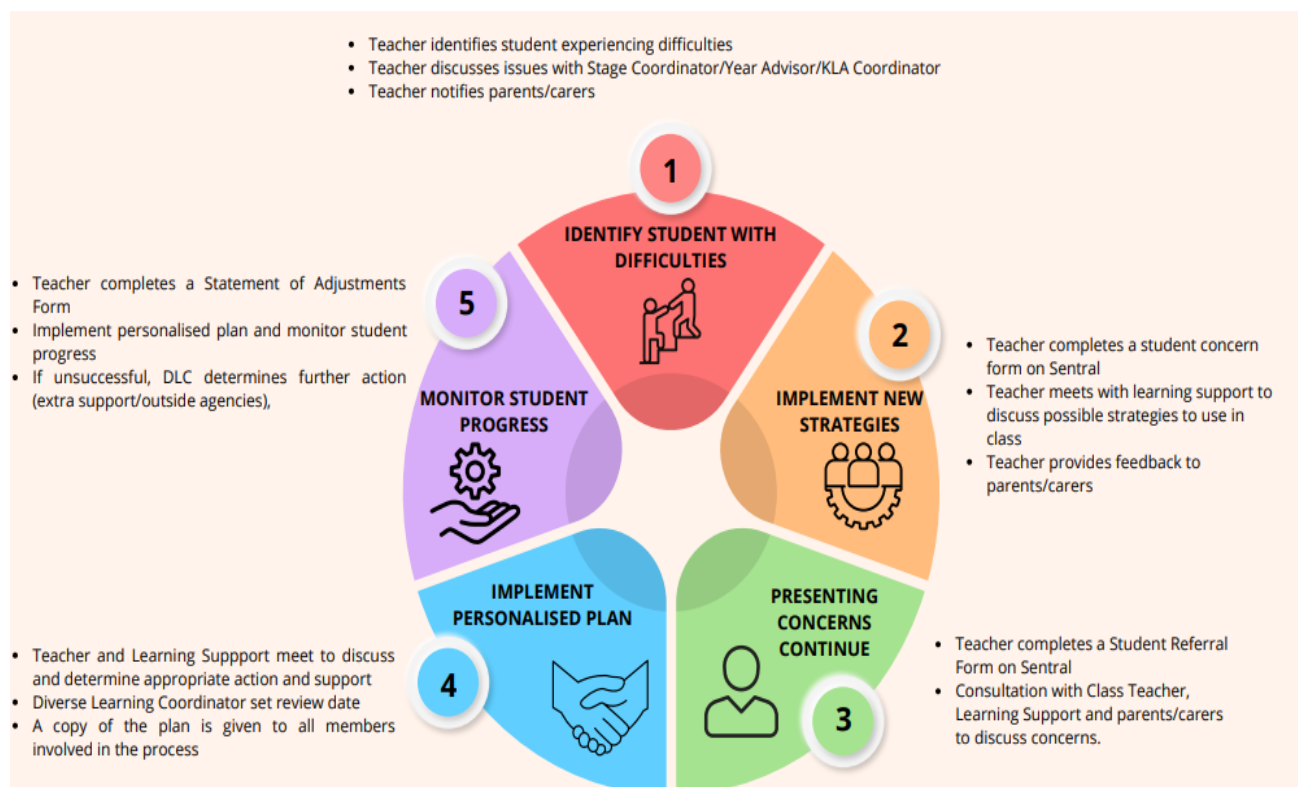 • Teacher identifies student experiencing difficulties
• Teacher discusses issues with Stage Coordinator/Year Advisor/KLA Coordinator
• Teacher notifies parents/carers
1
IDENTIFY STUDENT WITH
DIFFICULTIES
2
IMPLEMENT NEW
STRATEGIES
• Teacher completes a student concern
form on Sentral
• Teacher meets with learning support to
discuss possible strategies to use in
class
• Teacher provides feedback to
parents/carers
3
PRESENTING
CONCERNS
CONTINUE
• Teacher completes a Student Referral
Form on Sentral
• Consultation with Class Teacher,
Learning Support and parents/carers
to discuss concerns.
4
IMPLEMENT
PERSONALISED PLAN
• Teacher and Learning Suppport meet to discuss
and determine appropriate action and support
• Diverse Learning Coordinator set review date
• A copy of the plan is given to all members
involved in the process
5
MONITOR STUDENT
PROGRESS
• Teacher completes a Statement of Adjustments
Form
• Implement personalised plan and monitor student
progress
• If unsuccessful, DLC determines further action
(extra support/outside agencies),